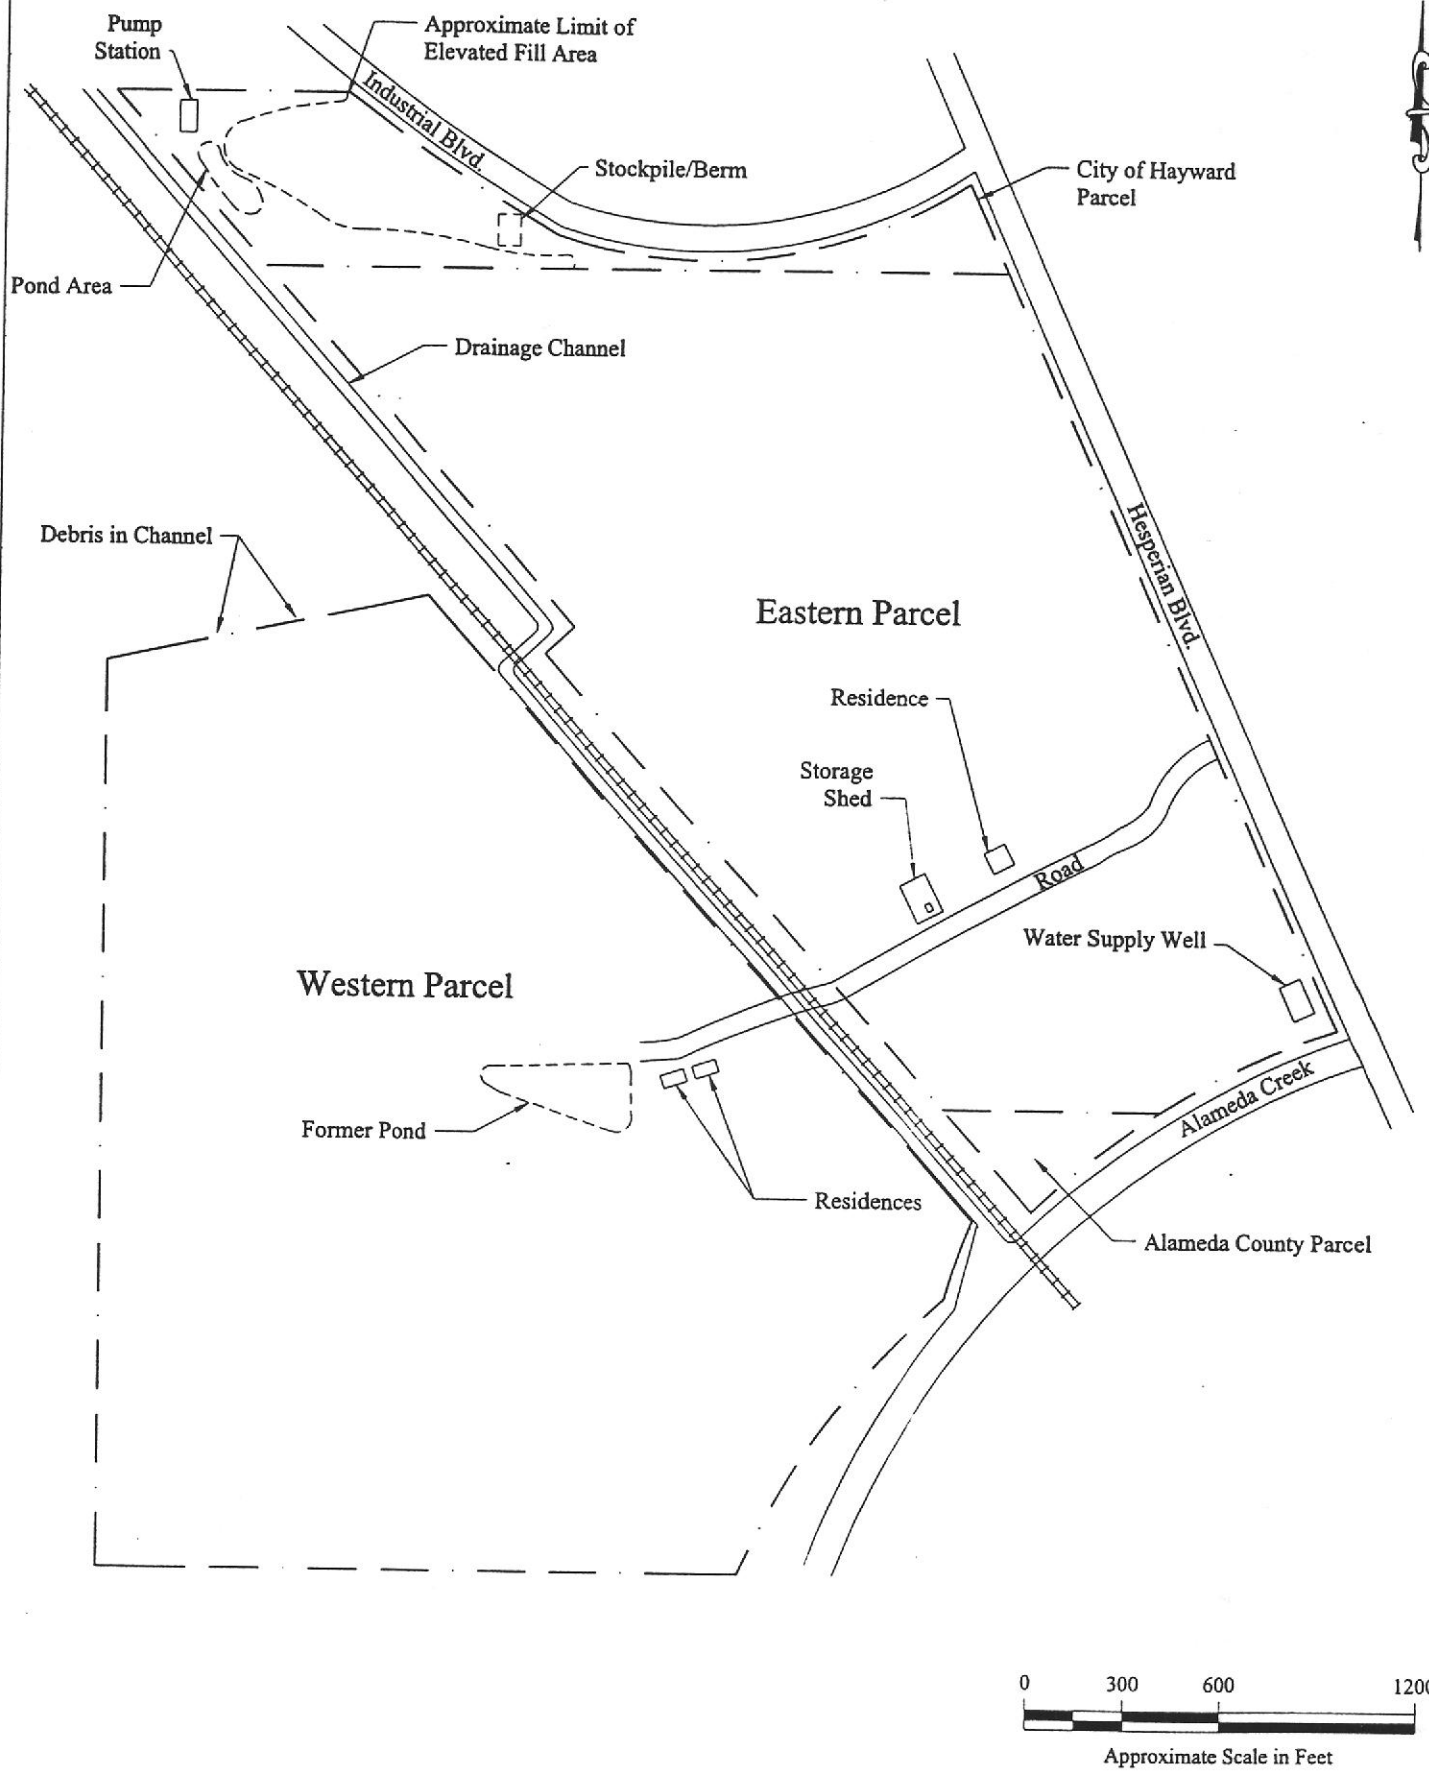 Pump
Station
Approximate Limit of
Elevated Fill Area
Industrial Blvd.
Stockpile/Berm
City of Hayward
Parcel
Pond Area
Drainage Channel
Debris in Channel
Hesperian Blvd.
Eastern Parcel
Residence
Storage
Shed
Road
Water Supply Well
Western Parcel
Former Pond
Alameda Creek
Residences
Alameda County Parcel
0 300 600 1200
Approximate Scale in Feet